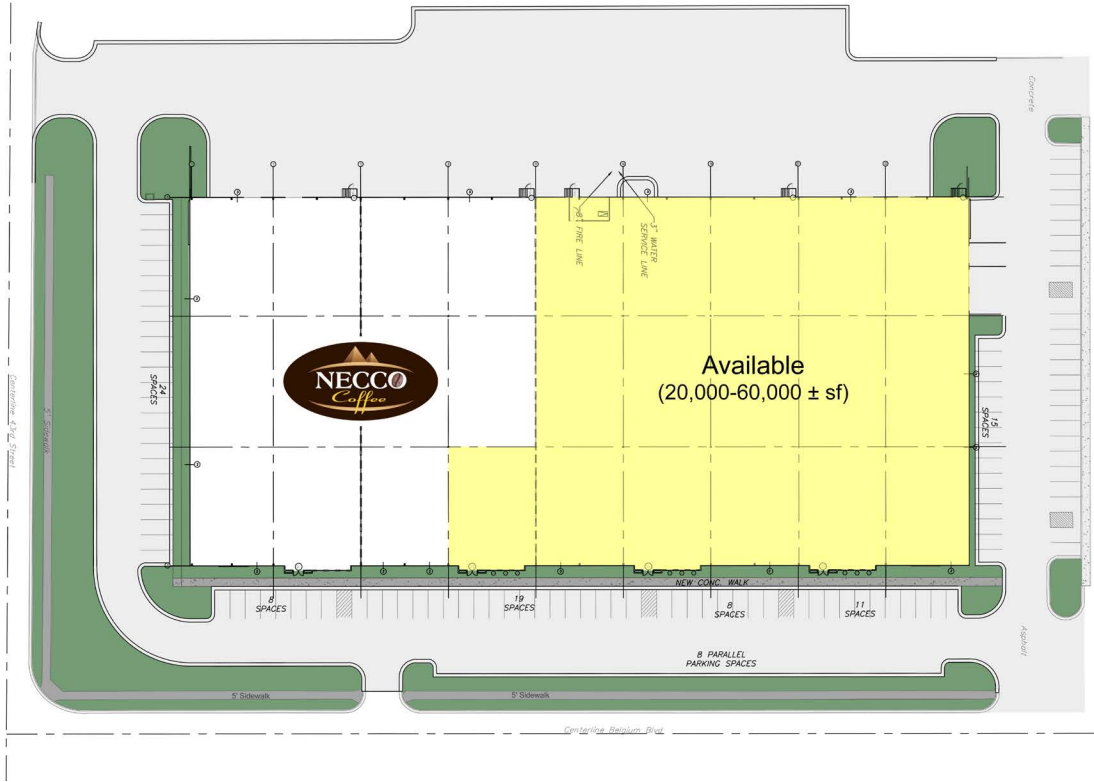 Concrete
8" FIRE LINE
3" WATER
SERVICE LINE
NECCO
Coffee
Available
(20,000-60,000 ± sf)
24
SPACES
15
SPACES
Centerline 43rd Street
5' Sidewalk
NEW CONC. WALK
8
SPACES
19
SPACES
8
SPACES
11
SPACES
8 PARALLEL
PARKING SPACES
Asphalt
5' Sidewalk
5' Sidewalk
Centerline Belgium Blvd